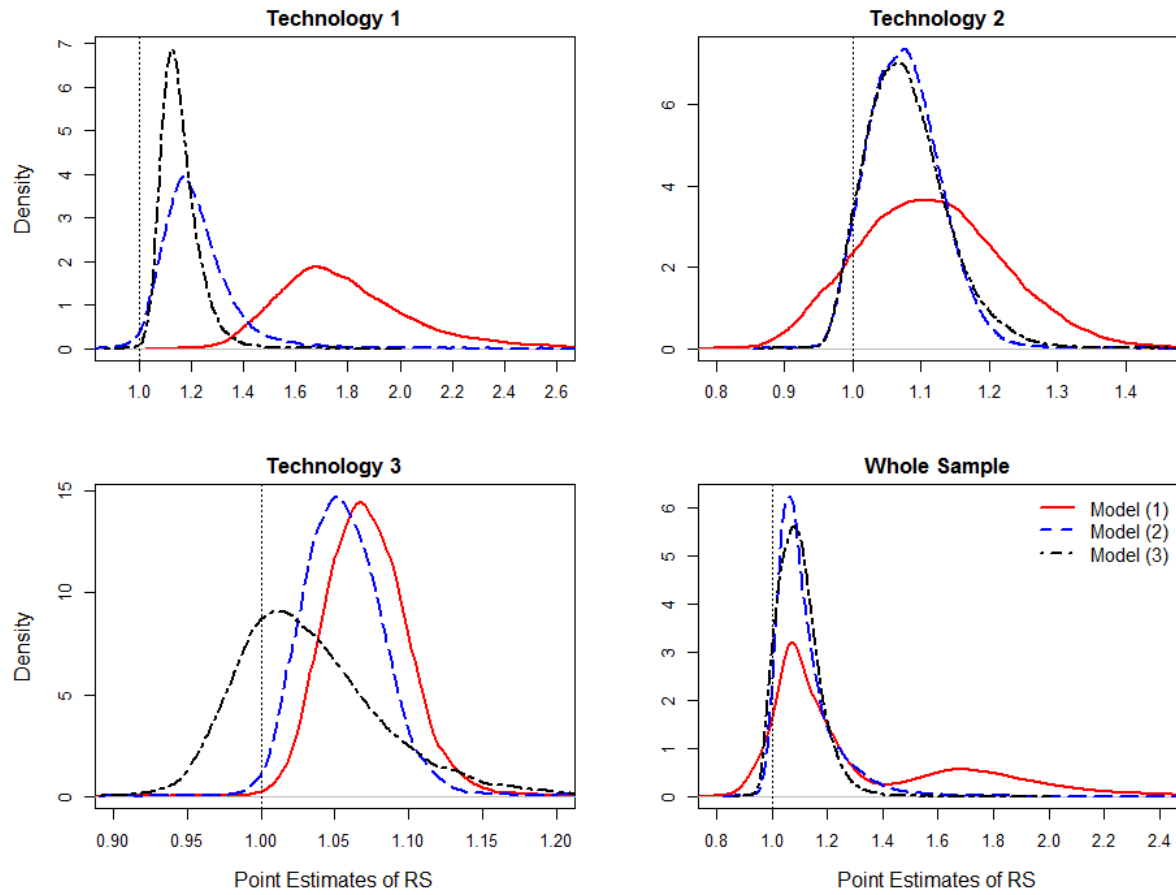 Technology 1
Technology 2
Density
0 1 2 3 4 5 6 7
1.0 1.2 1.4 1.6 1.8 2.0 2.2 2.4 2.6
0 2 4 6
0.8 0.9 1.0 1.1 1.2 1.3 1.4
Technology 3
Whole Sample
Density
0 5 10 15
0.90 0.95 1.00 1.05 1.10 1.15 1.20
Point Estimates of RS
0 1 2 3 4 5 6
Model (1)
Model (2)
Model (3)
0.8 1.0 1.2 1.4 1.6 1.8 2.0 2.2 2.4
Point Estimates of RS